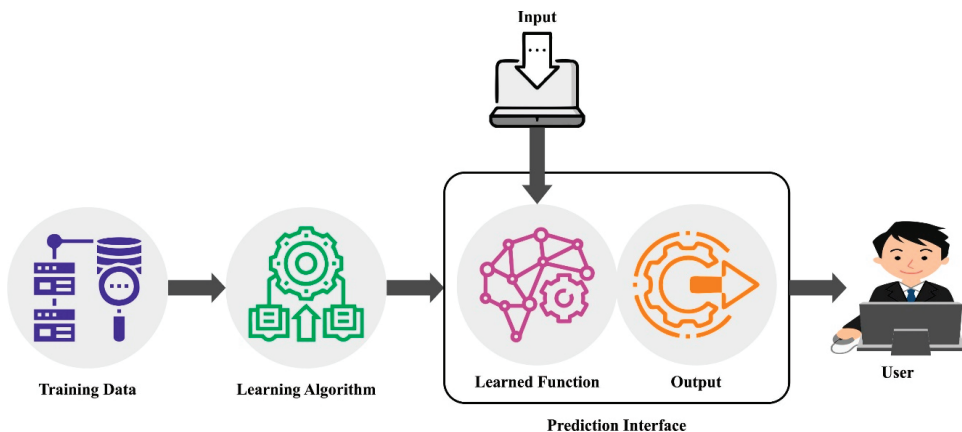 Input
Training Data
Learning Algorithm
Learned Function
Output
User
Prediction Interface